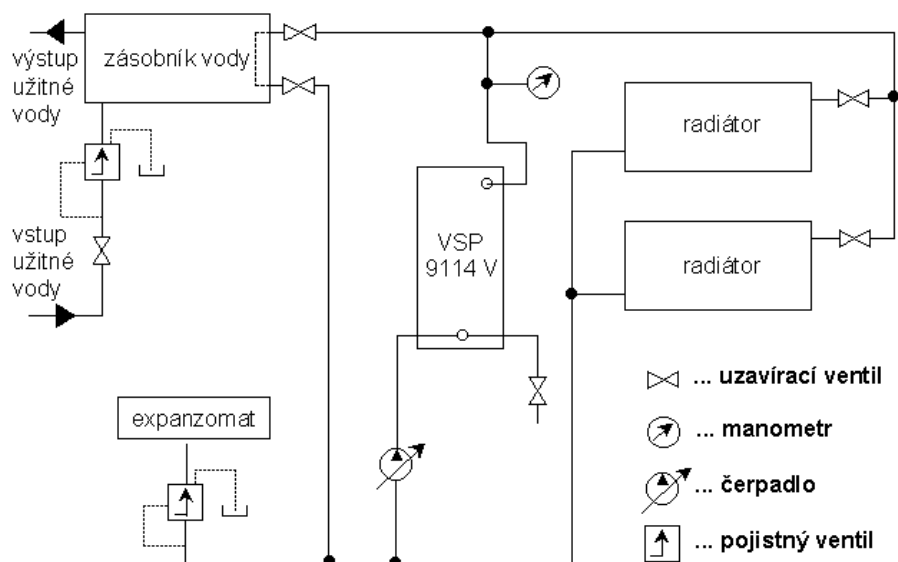 výstup
užitné
vody
zásobník vody
radiátor
vstup
užitné
vody
VSP
9114 V
radiátor
expanzomat
... uzavírací ventil
... manometr
... čerpadlo
... pojistný ventil